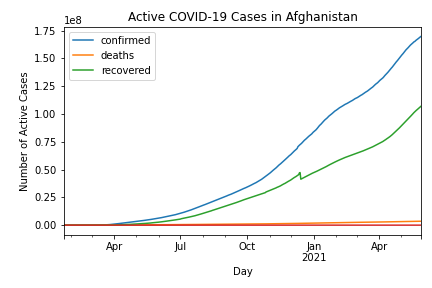 Active COVID-19 Cases in Afghanistan
1e8
confirmed
deaths
recovered
Number of Active Cases
1.75
1.50
1.25
1.00
0.75
0.50
0.25
0.00
Apr Jul Oct Jan Apr
2021
Day